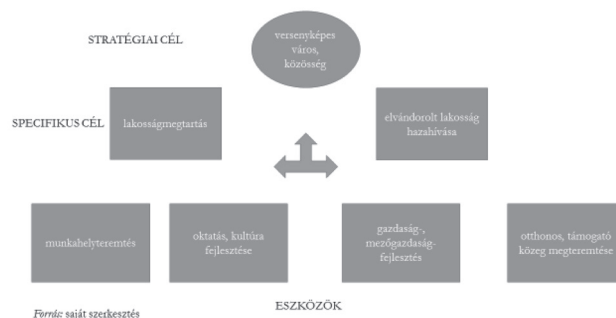 STRATÉGIAI CÉL
versenyképes
város,
közösség
SPECIFIKUS CÉL
lakosságmegtartás
elvándorolt lakosság
hazahívása
munkahelyteremtés
oktatás, kultúra
fejlesztése
gazdaság-,
mezőgazdaság-
fejlesztés
otthonos, támogató
közeg megteremtése
ESZKÖZÖK
Forrás: saját szerkesztés